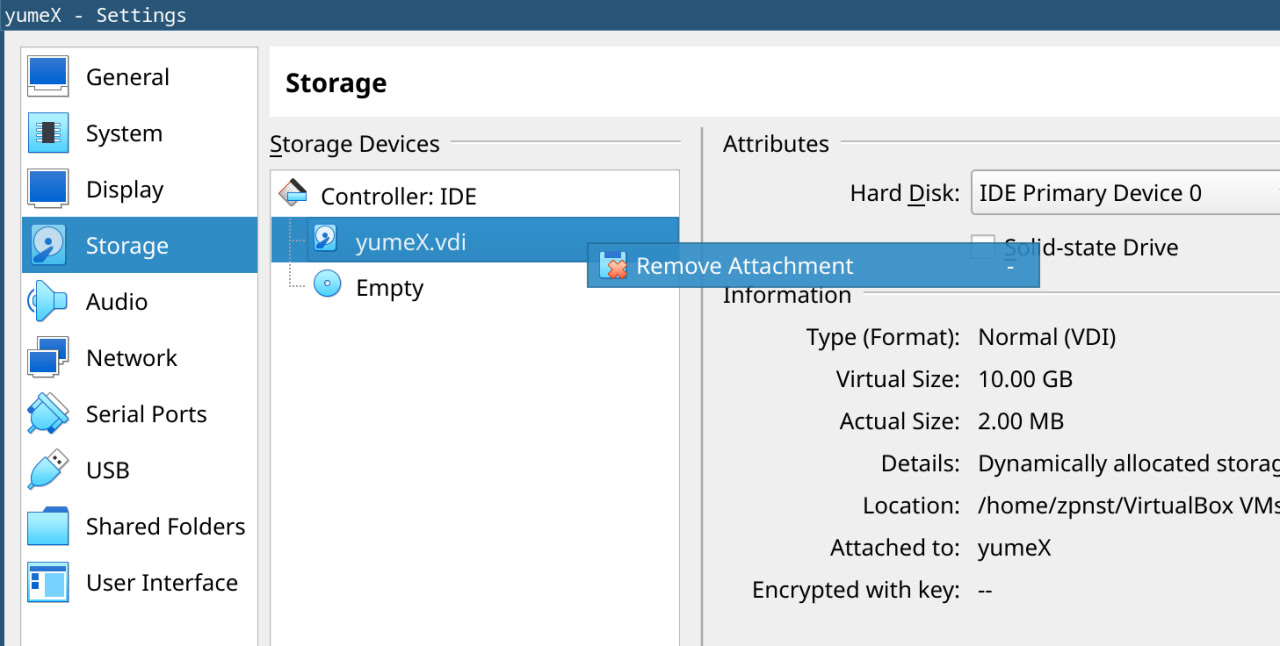 yumeX - Settings
General
System
Display
Storage
Audio
Network
Serial Ports
USB
Shared Folders
User Interface
Storage
Storage Devices
Controller: IDE
yumeX.vdi
Empty
Remove Attachment -
Attributes
Hard Disk: IDE Primary Device 0
Solid-state Drive
Information
Type (Format): Normal (VDI)
Virtual Size: 10.00 GB
Actual Size: 2.00 MB
Details: Dynamically allocated storag
Location: /home/zpnst/VirtualBox VMs
Attached to: yumeX
Encrypted with key: --